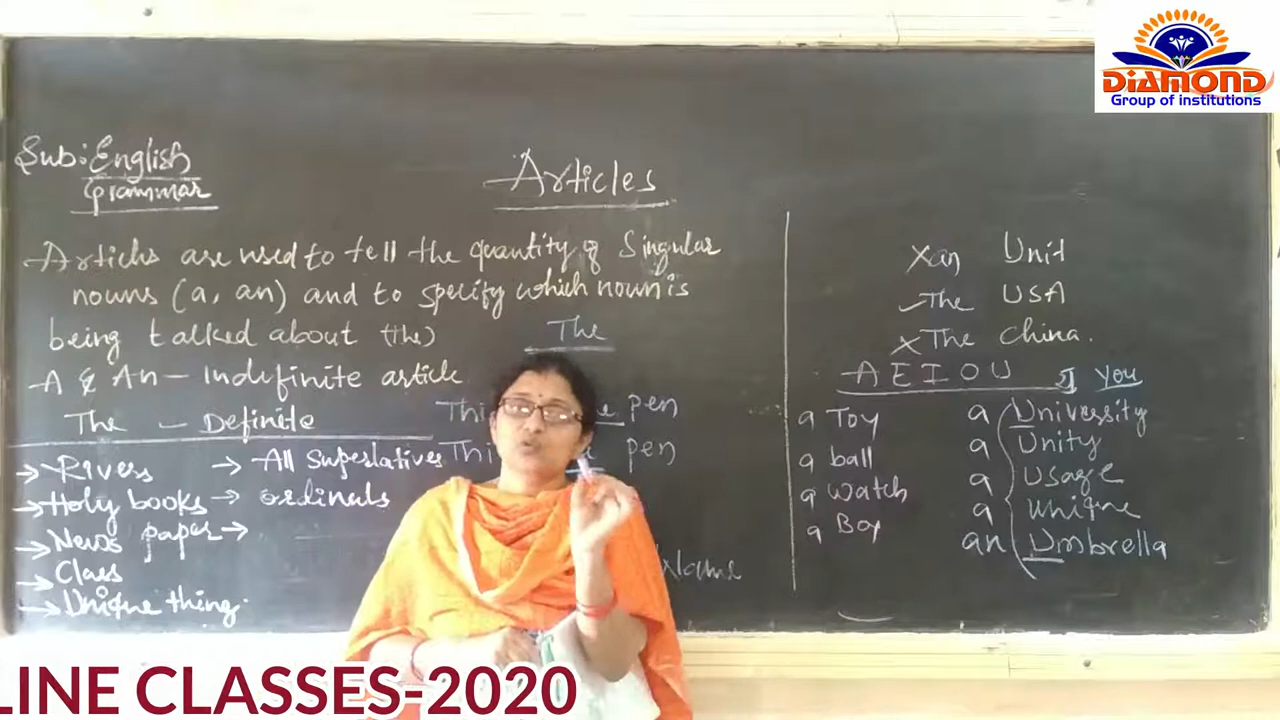 DIAMOND
Group of institutions
Sub: English
Grammar
Articles
Articles are used to tell the quantity of Singular
nouns (a, an) and to specify which noun is
being talked about (the)
The
A & An - Indefinite article
The - Definite
pen
pen
→ Rivers
→ Holy books
→ News paper
→ Class
→ Unique thing.
→ All Superlatives
→ ordinals
→
X an Unit
✓ The USA
X The China.
A E I O U you
a Toy
a ball
a Watch
a Boy
a University
a Unity
a Usage
a unique
an Umbrella
LINE CLASSES-2020